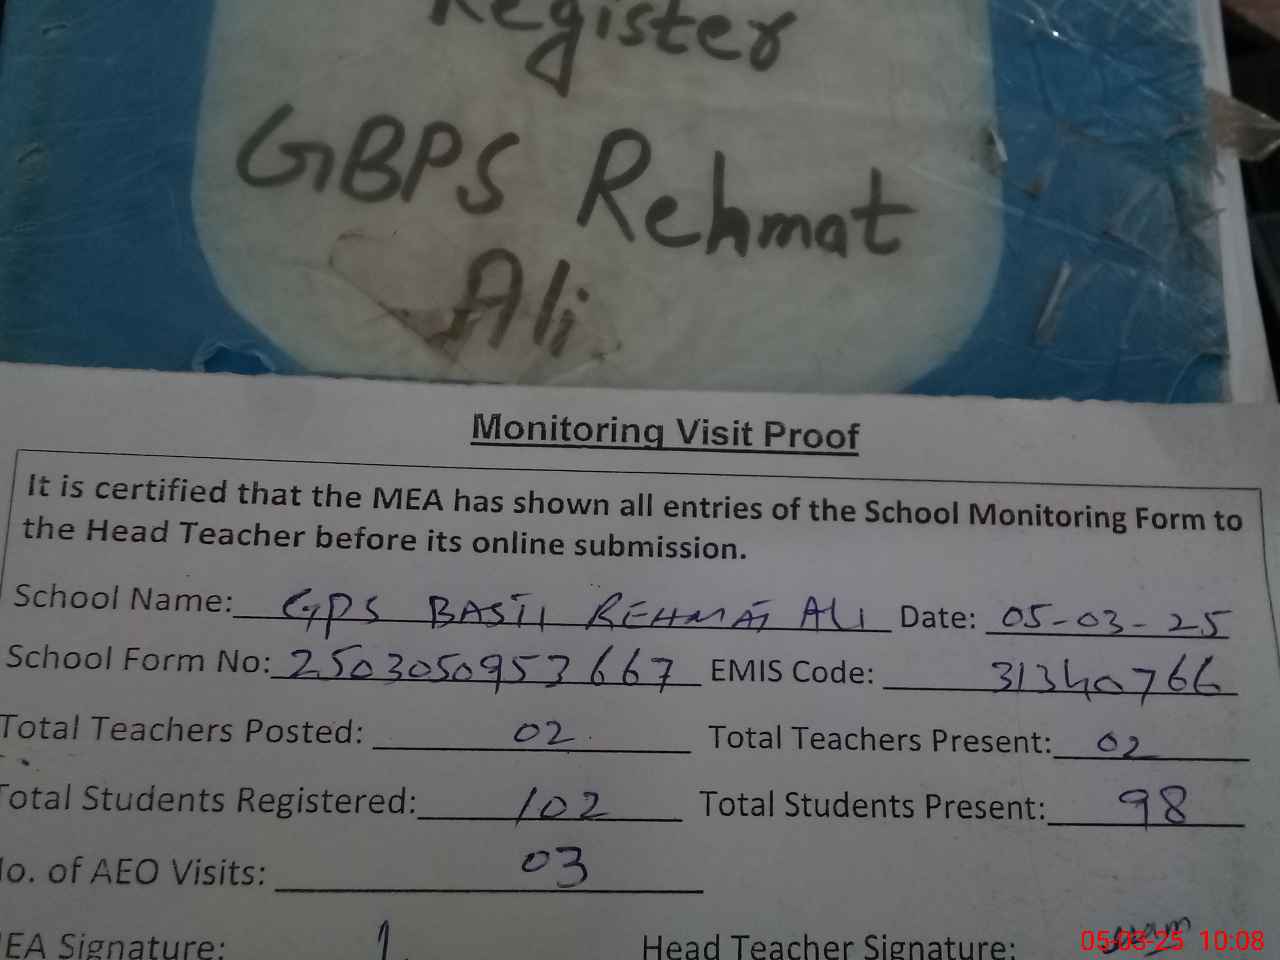 Register
GBPS Rehmat
Ali
Monitoring Visit Proof
It is certified that the MEA has shown all entries of the School Monitoring Form to
the Head Teacher before its online submission.
School Name: GPS BASTI REHMAT ALI Date: 05-03-25
School Form No: 2503050953667 EMIS Code: 31340766
Total Teachers Posted: 02 Total Teachers Present: 02
Total Students Registered: 102 Total Students Present: 98
No. of AEO Visits: 03
MEA Signature: Head Teacher Signature:
05-03-25 10:08